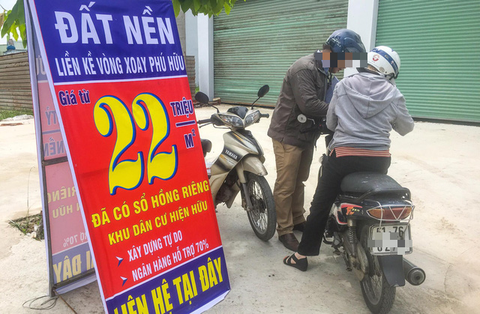 ĐẤT NỀN
LIỀN KỀ VÒNG XOAY PHÚ HỮU
Giá từ
22 TRIỆU/M²
ĐÃ CÓ SỔ HỒNG RIÊNG
KHU DÂN CƯ HIỆN HỮU
» XÂY DỰNG TỰ DO
» NGÂN HÀNG HỖ TRỢ 70%
LIÊN HỆ TẠI ĐÂY
YAMAHA